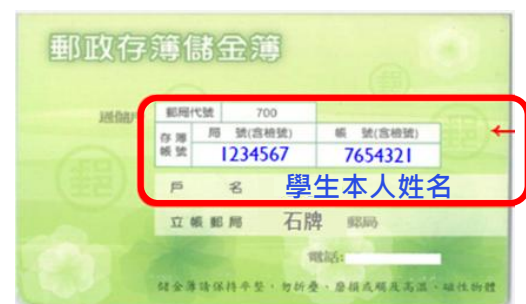 郵政存簿儲金簿
通儲戶
郵局代號 700
存簿帳號 局 號(含檢號) 帳 號(含檢號)
1234567 7654321
戶 名 學生本人姓名
立帳郵局 石牌 郵局
電話:
儲金簿請保持平整,勿折疊、磨損或觸及高溫、磁性物體